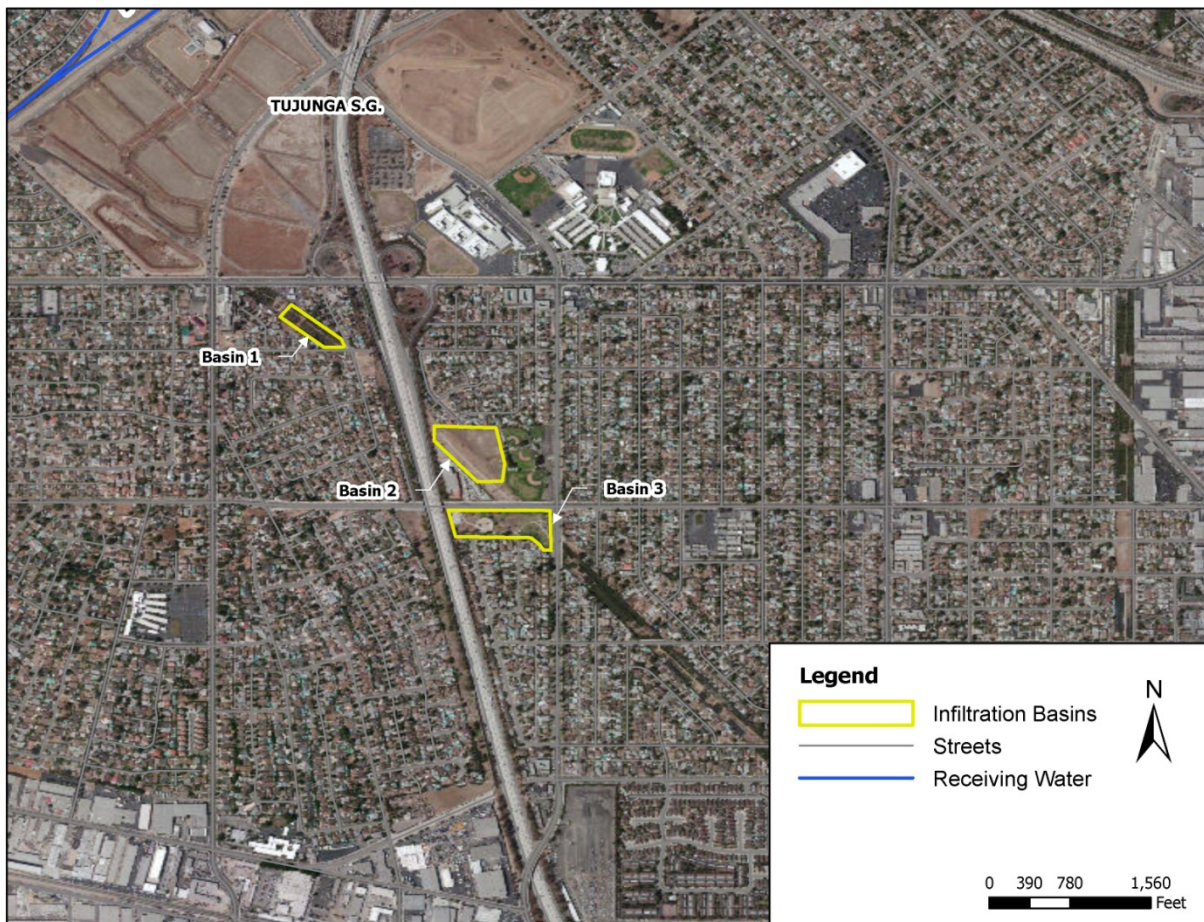 TUJUNGA S.G.
Basin 1
Basin 2
Basin 3
Legend
Infiltration Basins
Streets
Receiving Water
N
0 390 780 1,560
Feet